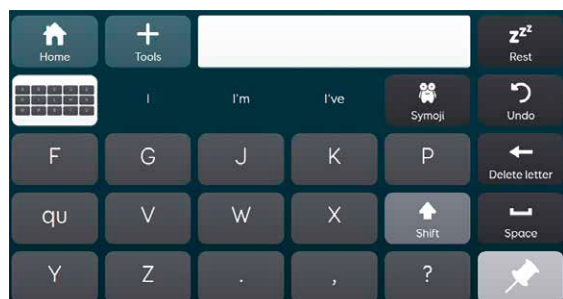 Home Tools zzz Rest
I I'm I've Symoji Undo
F G J K P Delete letter
qu V W X Shift Space
Y Z . , ?